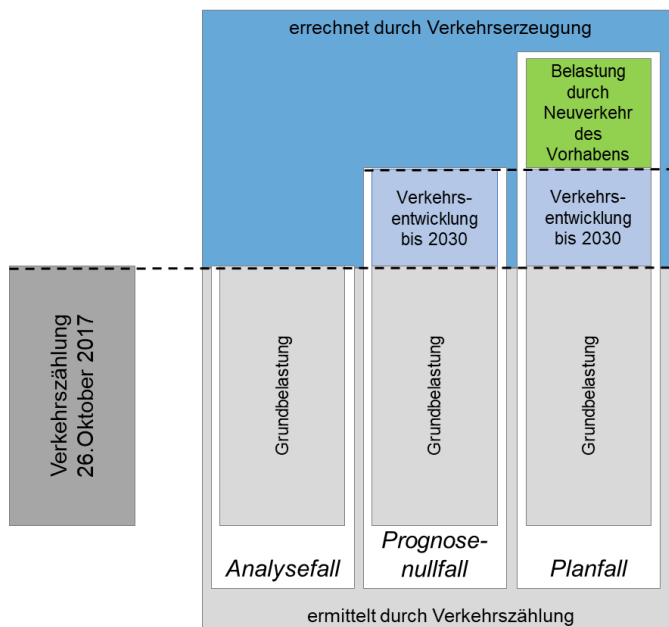 errechnet durch Verkehrserzeugung
Belastung
durch
Neuverkehr
des
Vorhabens
Verkehrs-
entwicklung
bis 2030
Verkehrs-
entwicklung
bis 2030
Verkehrszählung
26.Oktober 2017
Grundbelastung
Grundbelastung
Grundbelastung
Analysefall
Prognose-
nullfall
Planfall
ermittelt durch Verkehrszählung